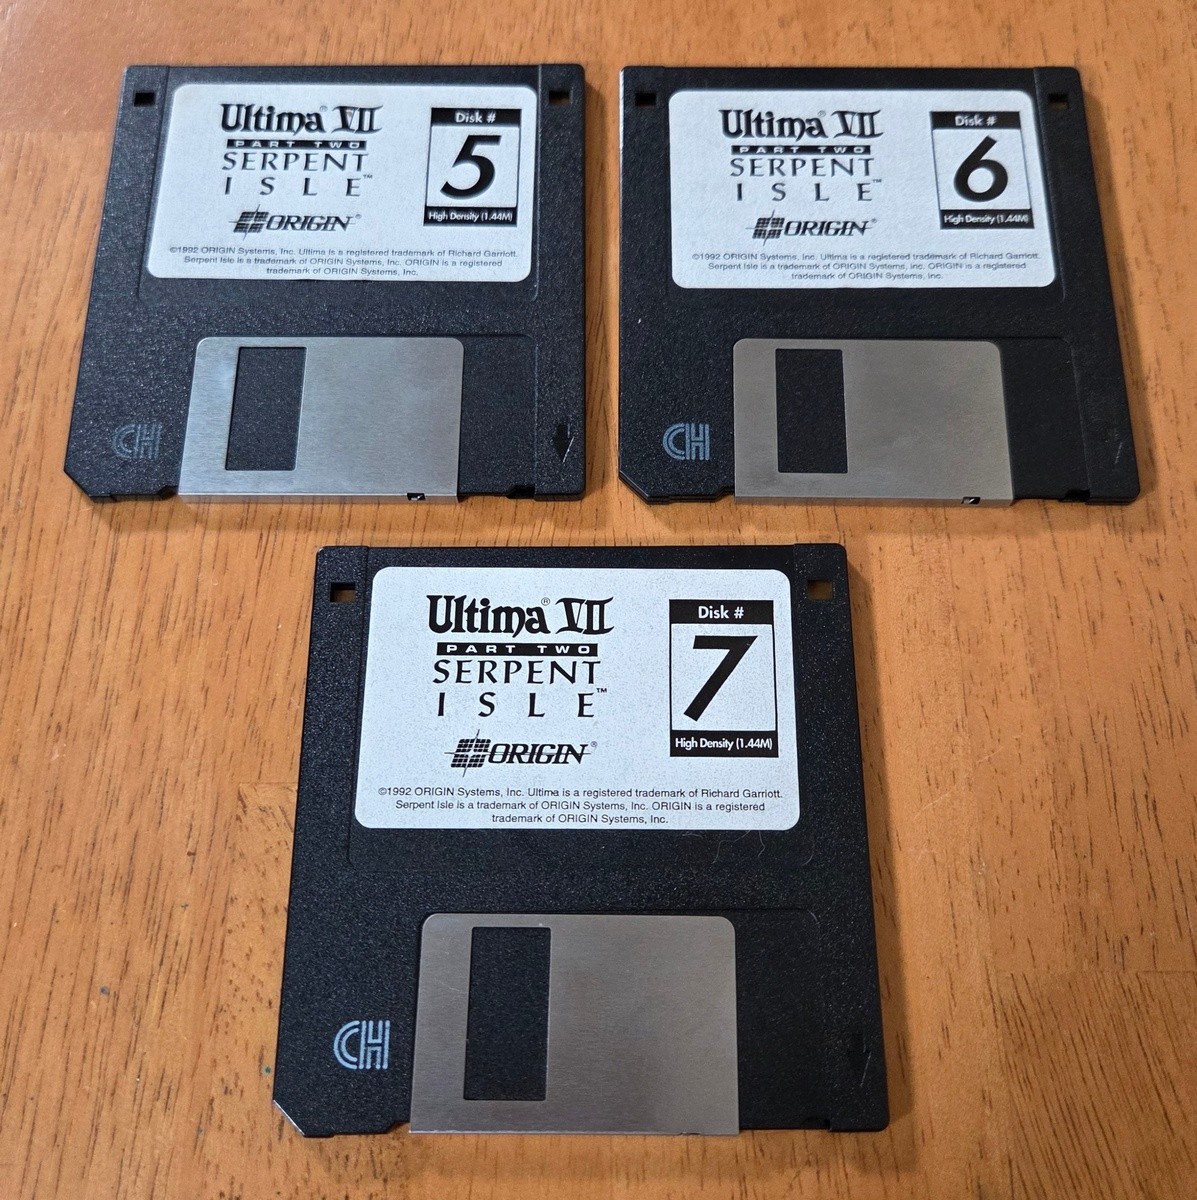 Ultima® VII
PART TWO
SERPENT
ISLE™
ORIGIN®
Disk #
5
High Density (1.44M)
©1992 ORIGIN Systems, Inc. Ultima is a registered trademark of Richard Garriott.
Serpent Isle is a trademark of ORIGIN Systems, Inc. ORIGIN is a registered
trademark of ORIGIN Systems, Inc.
CH
Ultima® VII
PART TWO
SERPENT
ISLE™
ORIGIN®
Disk #
6
High Density (1.44M)
©1992 ORIGIN Systems, Inc. Ultima is a registered trademark of Richard Garriott.
Serpent Isle is a trademark of ORIGIN Systems, Inc. ORIGIN is a registered
trademark of ORIGIN Systems, Inc.
CH
Ultima® VII
PART TWO
SERPENT
ISLE™
ORIGIN®
Disk #
7
High Density (1.44M)
©1992 ORIGIN Systems, Inc. Ultima is a registered trademark of Richard Garriott.
Serpent Isle is a trademark of ORIGIN Systems, Inc. ORIGIN is a registered
trademark of ORIGIN Systems, Inc.
CH